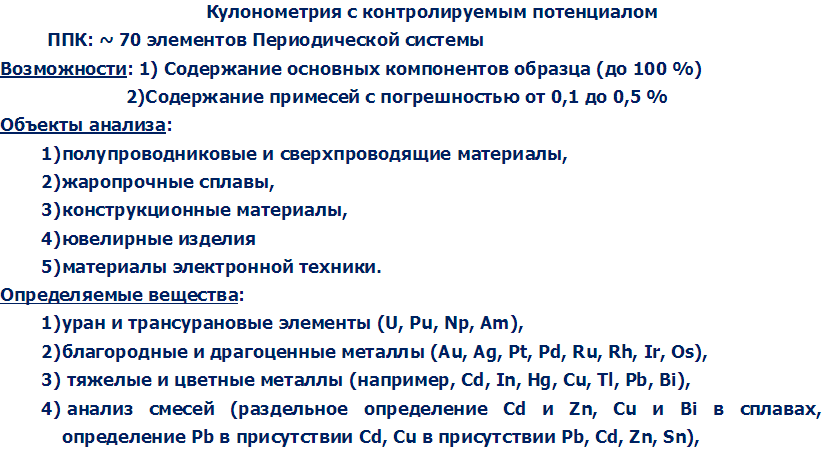 Кулонометрия с контролируемым потенциалом
ППК: ~ 70 элементов Периодической системы
Возможности: 1) Содержание основных компонентов образца (до 100 %)
2)Содержание примесей с погрешностью от 0,1 до 0,5 %
Объекты анализа:
1)полупроводниковые и сверхпроводящие материалы,
2)жаропрочные сплавы,
3)конструкционные материалы,
4)ювелирные изделия
5)материалы электронной техники.
Определяемые вещества:
1)уран и трансурановые элементы (U, Pu, Np, Am),
2)благородные и драгоценные металлы (Au, Ag, Pt, Pd, Ru, Rh, Ir, Os),
3) тяжелые и цветные металлы (например, Cd, In, Hg, Cu, Tl, Pb, Bi),
4) анализ смесей (раздельное определение Cd и Zn, Cu и Bi в сплавах,
определение Pb в присутствии Cd, Cu в присутствии Pb, Cd, Zn, Sn),